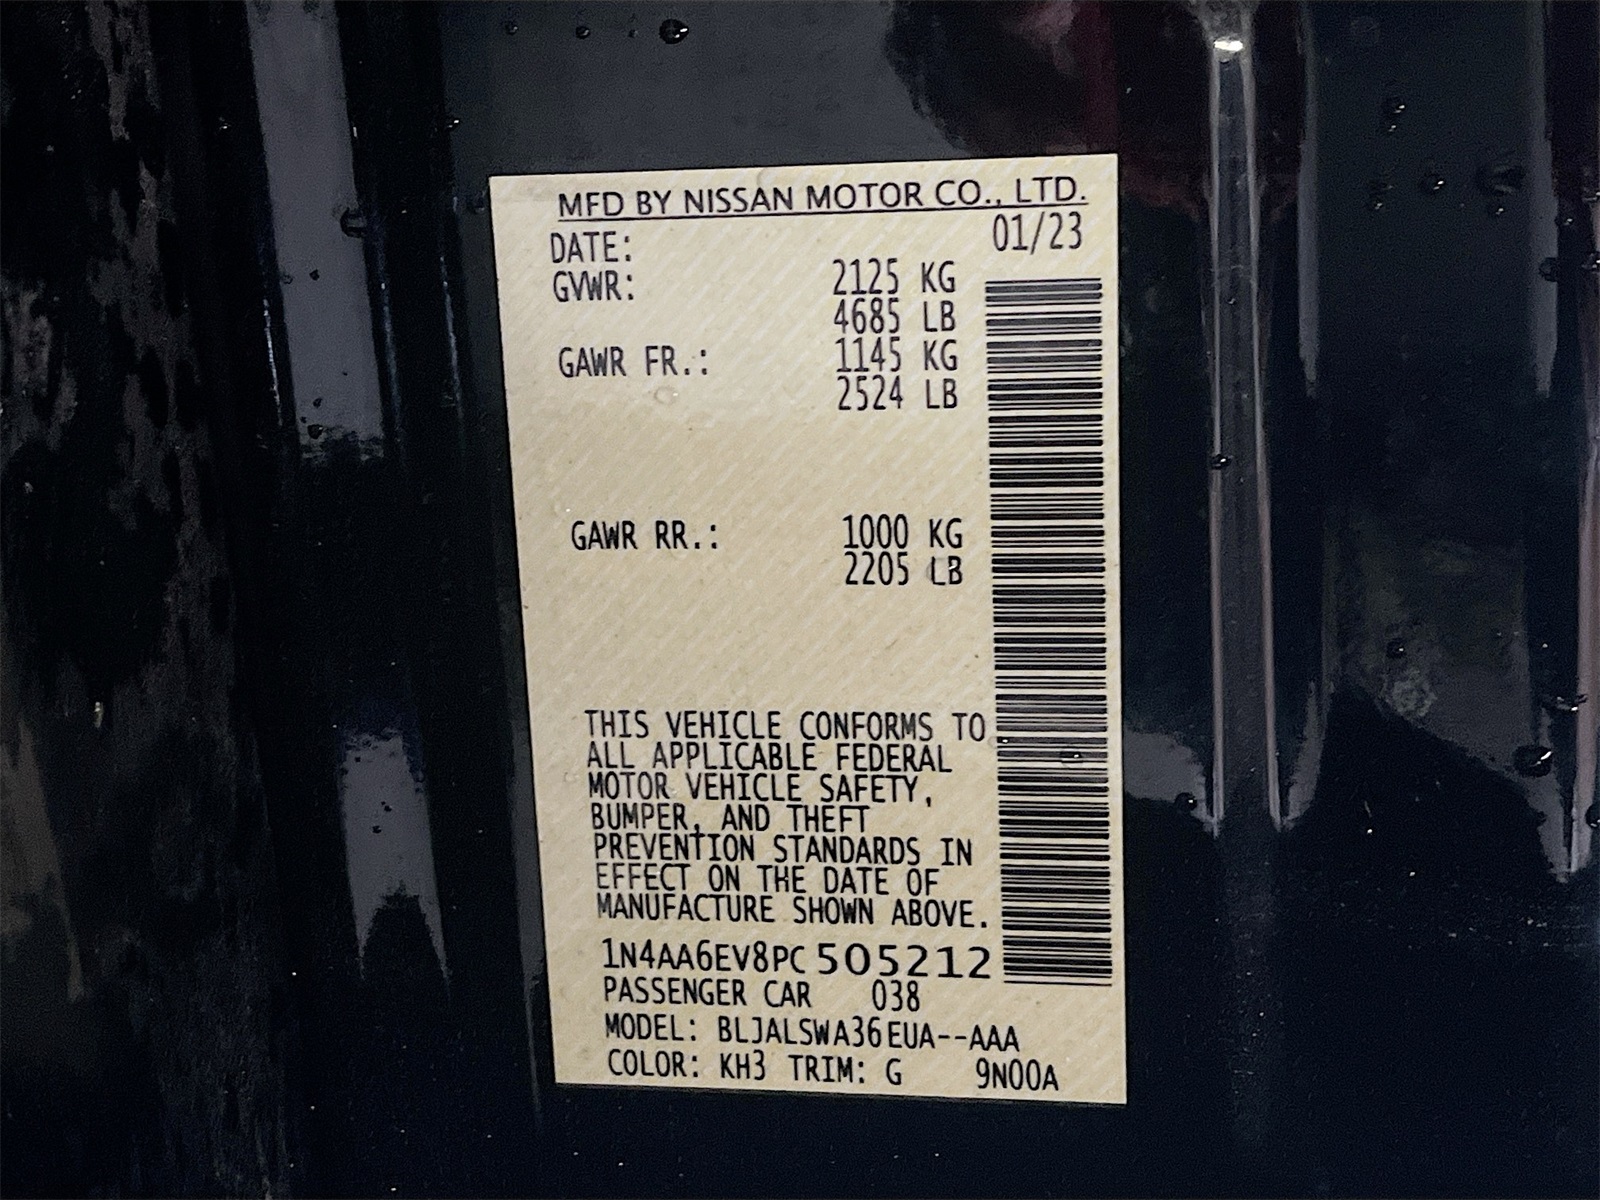 MFD BY NISSAN MOTOR CO., LTD.
DATE: 01/23
GVWR: 2125 KG
4685 LB
GAWR FR.: 1145 KG
2524 LB
GAWR RR.: 1000 KG
2205 LB
THIS VEHICLE CONFORMS TO
ALL APPLICABLE FEDERAL
MOTOR VEHICLE SAFETY,
BUMPER, AND THEFT
PREVENTION STANDARDS IN
EFFECT ON THE DATE OF
MANUFACTURE SHOWN ABOVE.
1N4AA6EV8PC505212
PASSENGER CAR 038
MODEL: BLJALSWA36EUA--AAA
COLOR: KH3 TRIM: G 9N00A